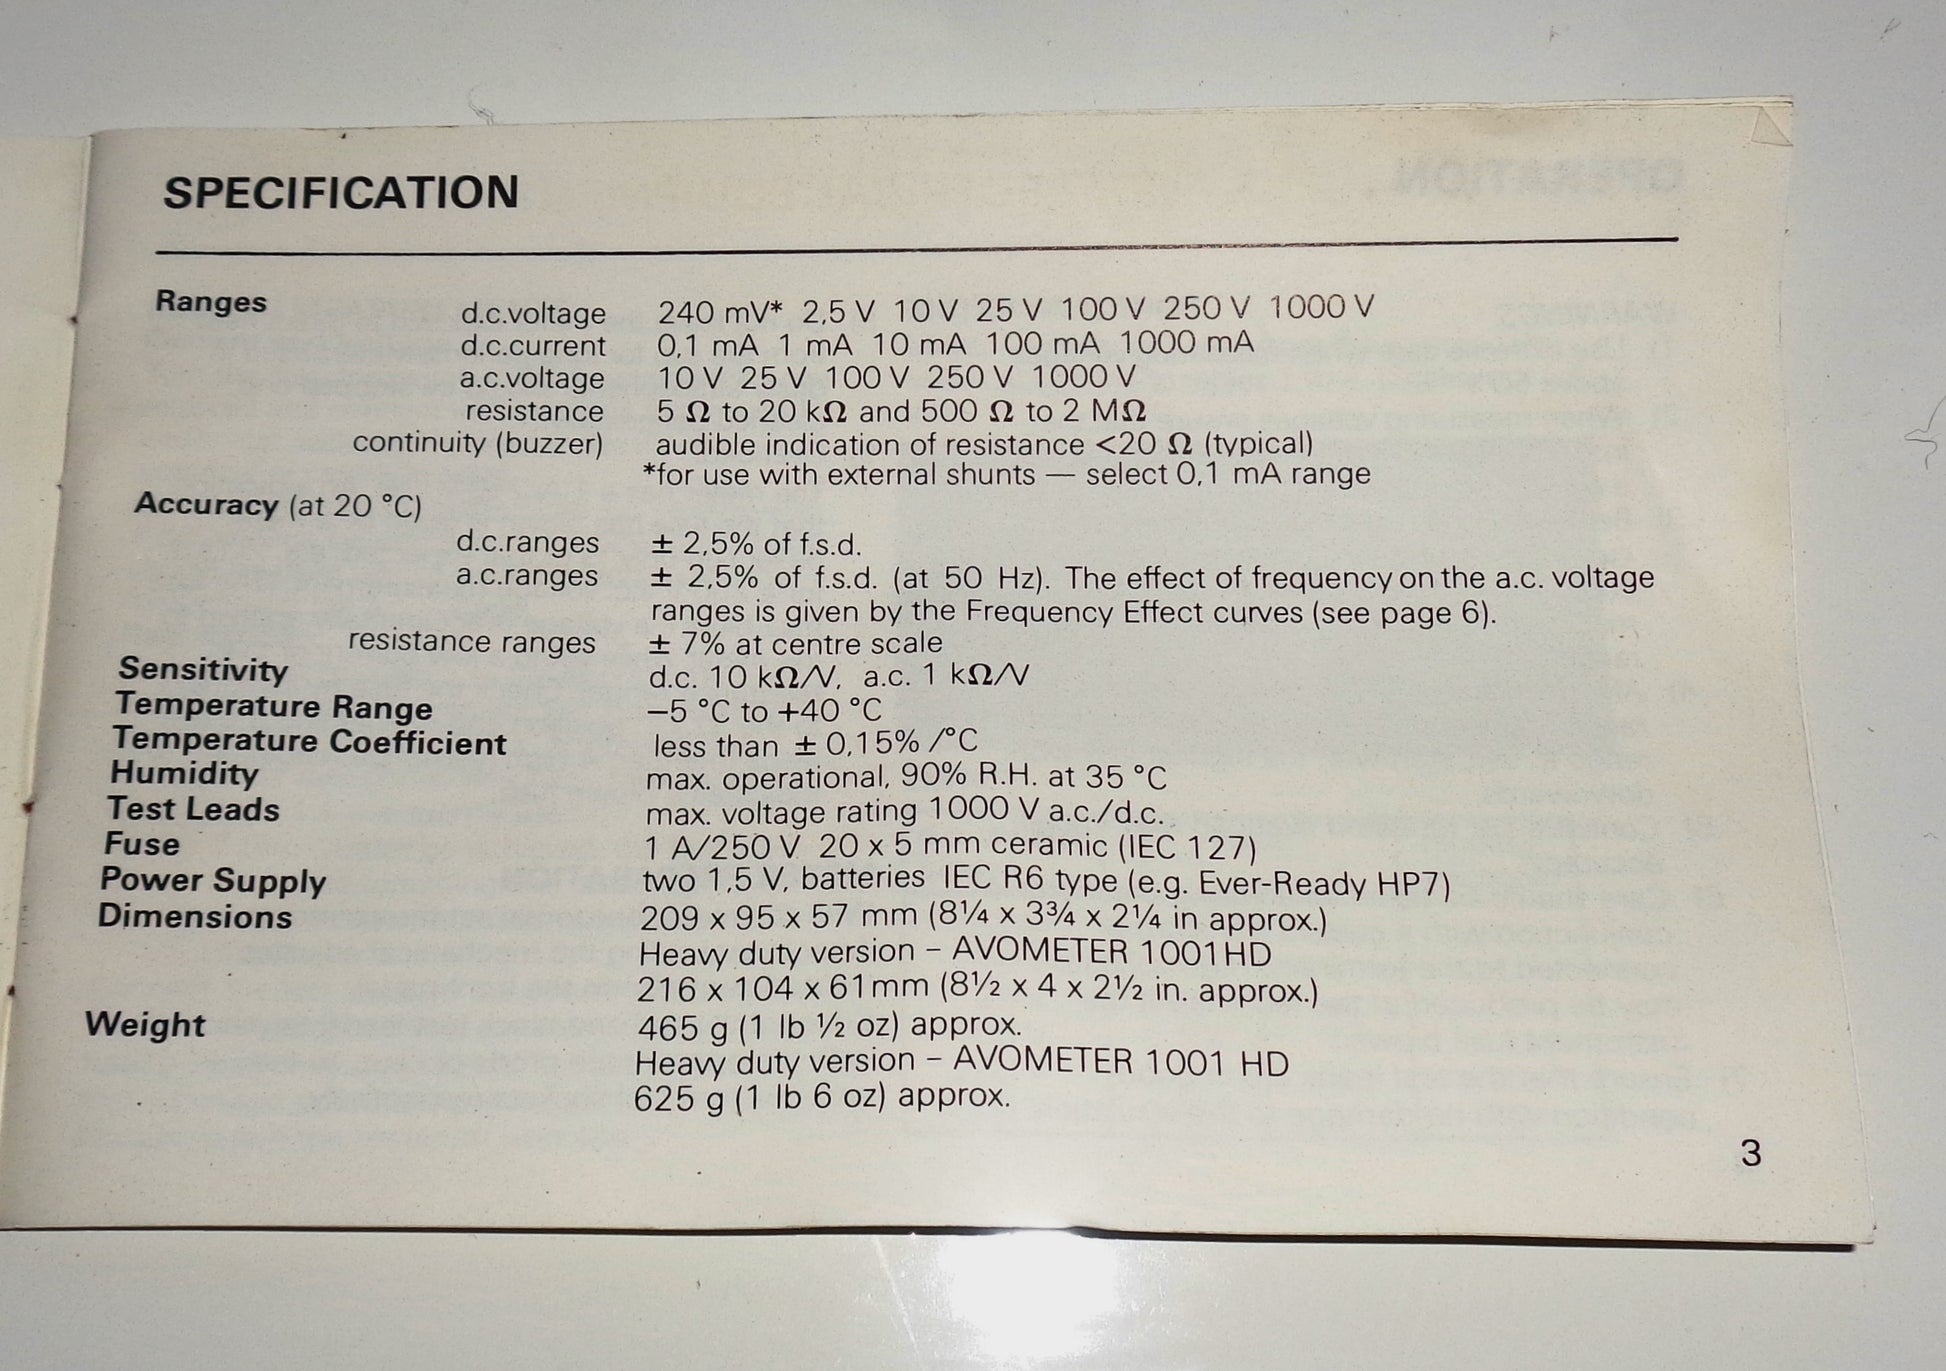 SPECIFICATION
Ranges
d.c.voltage 240 mV* 2,5 V 10 V 25 V 100 V 250 V 1000 V
d.c.current 0,1 mA 1 mA 10 mA 100 mA 1000 mA
a.c.voltage 10 V 25 V 100 V 250 V 1000 V
resistance 5 Ω to 20 kΩ and 500 Ω to 2 MΩ
continuity (buzzer) audible indication of resistance <20 Ω (typical)
*for use with external shunts — select 0,1 mA range
Accuracy (at 20 °C)
d.c.ranges ± 2,5% of f.s.d.
a.c.ranges ± 2,5% of f.s.d. (at 50 Hz). The effect of frequency on the a.c. voltage
ranges is given by the Frequency Effect curves (see page 6).
resistance ranges ± 7% at centre scale
Sensitivity d.c. 10 kΩ/V, a.c. 1 kΩ/V
Temperature Range −5 °C to +40 °C
Temperature Coefficient less than ± 0,15% /°C
Humidity max. operational, 90% R.H. at 35 °C
Test Leads max. voltage rating 1000 V a.c./d.c.
Fuse 1 A/250 V 20 x 5 mm ceramic (IEC 127)
Power Supply two 1,5 V, batteries IEC R6 type (e.g. Ever-Ready HP7)
Dimensions 209 x 95 x 57 mm (8¼ x 3¾ x 2¼ in approx.)
Heavy duty version – AVOMETER 1001HD
216 x 104 x 61mm (8½ x 4 x 2½ in. approx.)
Weight 465 g (1 lb ½ oz) approx.
Heavy duty version – AVOMETER 1001 HD
625 g (1 lb 6 oz) approx.
3